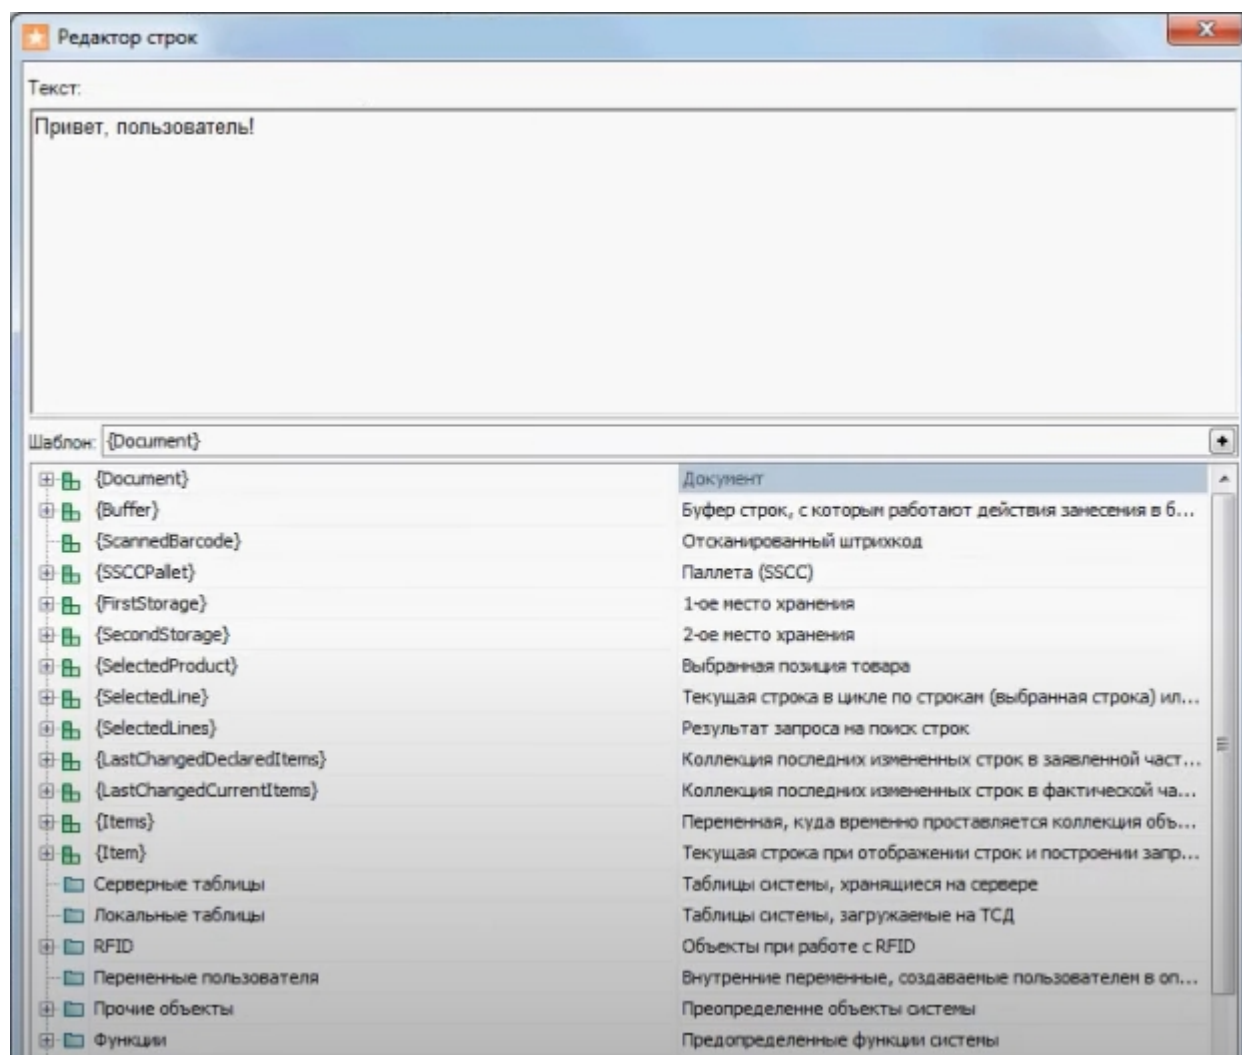 Редактор строк
Текст:
Привет, пользователь!
Шаблон: {Document}
{Document} Документ
{Buffer} Буфер строк, с которым работают действия занесения в б...
{ScannedBarcode} Отсканированный штрихкод
{SSCCPallet} Паллета (SSCC)
{FirstStorage} 1-ое место хранения
{SecondStorage} 2-ое место хранения
{SelectedProduct} Выбранная позиция товара
{SelectedLine} Текущая строка в цикле по строкам (выбранная строка) ил...
{SelectedLines} Результат запроса на поиск строк
{LastChangedDeclaredItems} Коллекция последних измененных строк в заявленной част...
{LastChangedCurrentItems} Коллекция последних измененных строк в фактической ча...
{Items} Переменная, куда временно проставляется коллекция объ...
{Item} Текущая строка при отображении строк и построении запр...
Серверные таблицы Таблицы системы, хранящиеся на сервере
Локальные таблицы Таблицы системы, загружаемые на ТСД
RFID Объекты при работе с RFID
Переменные пользователя Внутренние переменные, создаваемые пользователем в оп...
Прочие объекты Преопределенне объекты системы
Функции Предопределенные функции системы